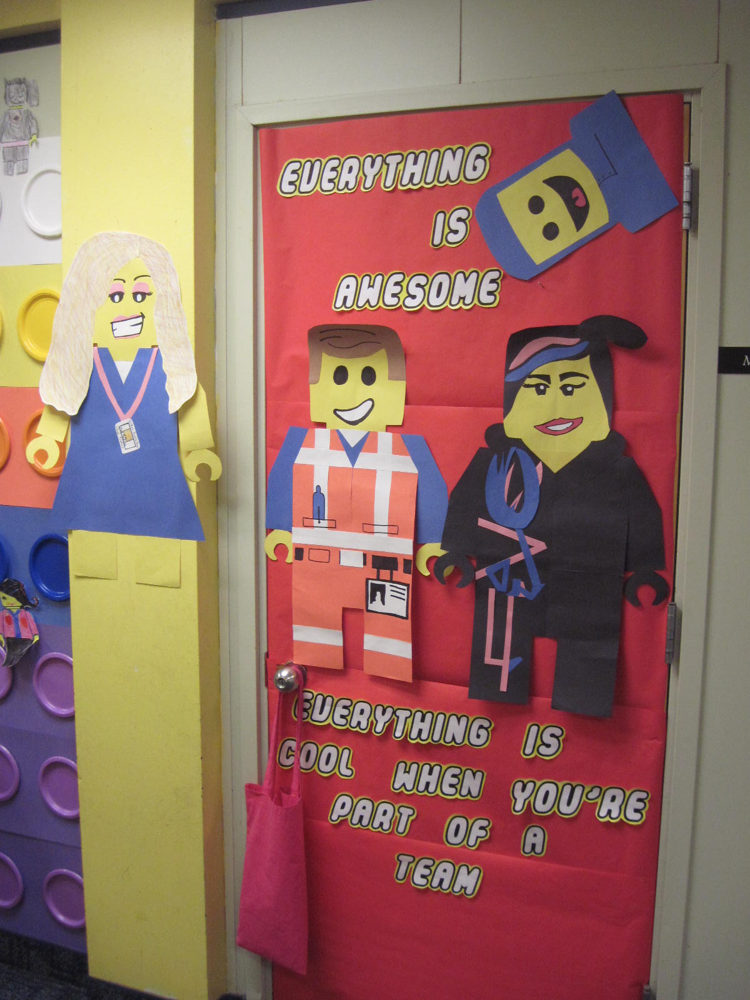 EVERYTHING
IS
AWESOME
EVERYTHING IS
COOL WHEN YOU'RE
PART OF A
TEAM
M